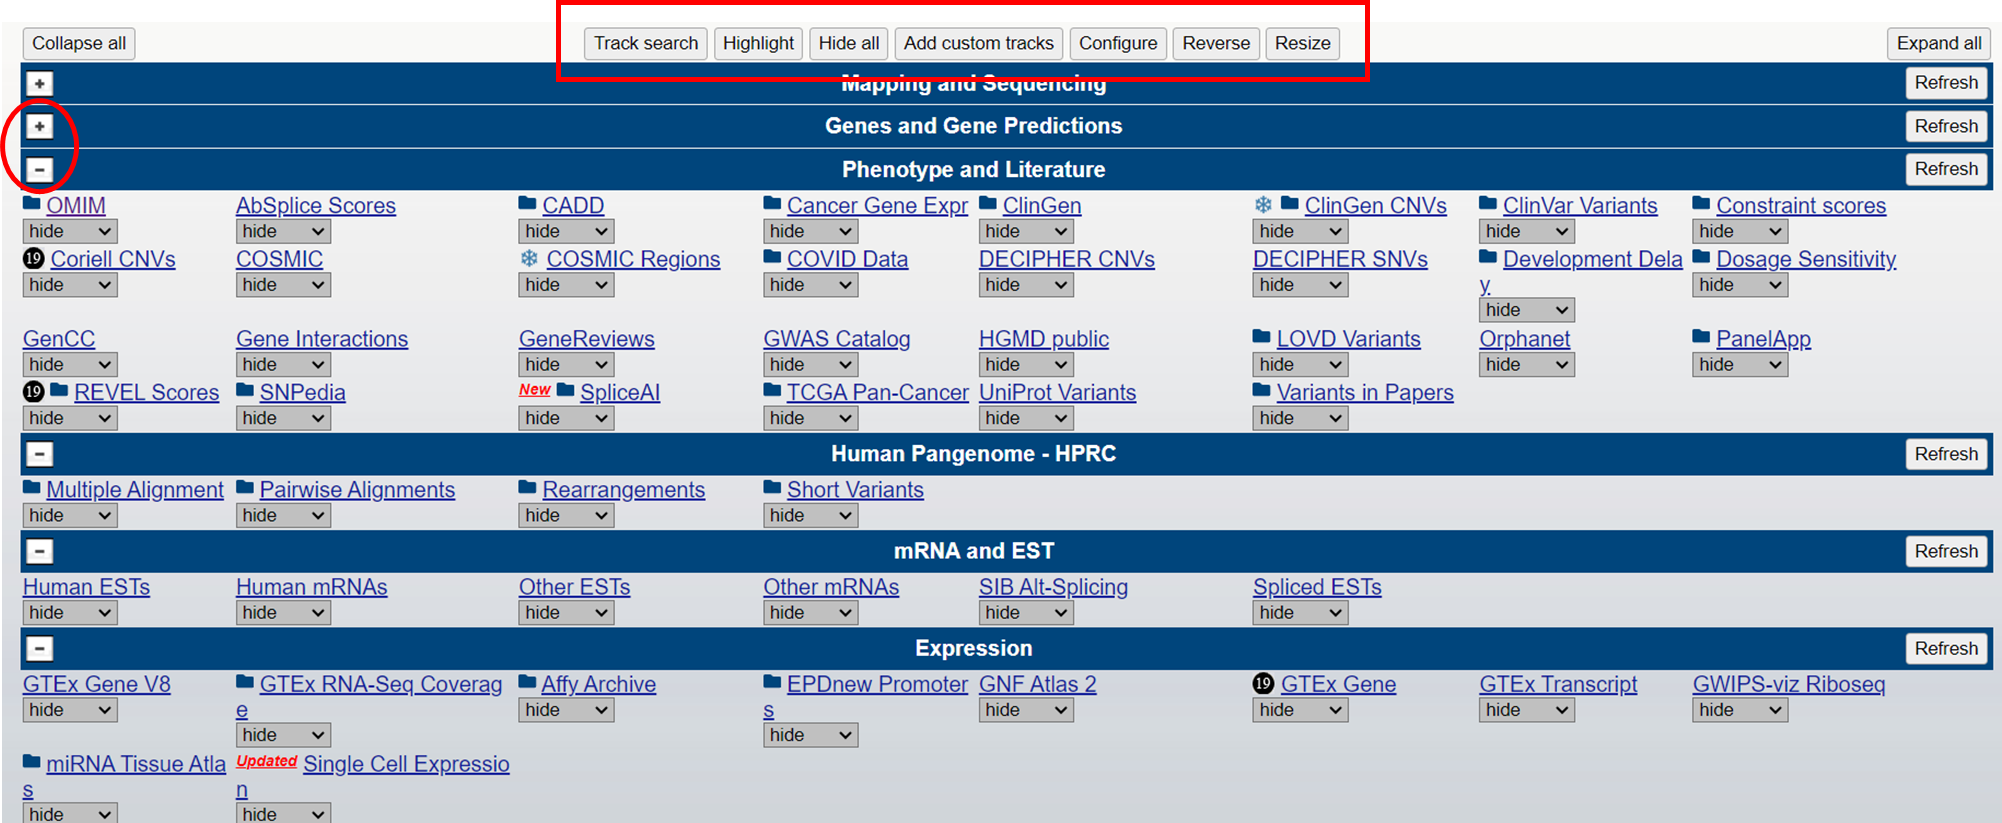 Collapse all Track search Highlight Hide all Add custom tracks Configure Reverse Resize Expand all
+ Mapping and Sequencing Refresh
+ Genes and Gene Predictions Refresh
- Phenotype and Literature Refresh
OMIM AbSplice Scores CADD Cancer Gene Expr ClinGen ClinGen CNVs ClinVar Variants Constraint scores
hide hide hide hide hide hide hide hide
19 Coriell CNVs COSMIC COSMIC Regions COVID Data DECIPHER CNVs DECIPHER SNVs Development Dela Dosage Sensitivity
hide hide hide hide hide hide y hide
hide
GenCC Gene Interactions GeneReviews GWAS Catalog HGMD public LOVD Variants Orphanet PanelApp
hide hide hide hide hide hide hide hide
19 REVEL Scores SNPedia New SpliceAI TCGA Pan-Cancer UniProt Variants Variants in Papers
hide hide hide hide hide hide
- Human Pangenome - HPRC Refresh
Multiple Alignment Pairwise Alignments Rearrangements Short Variants
hide hide hide hide
- mRNA and EST Refresh
Human ESTs Human mRNAs Other ESTs Other mRNAs SIB Alt-Splicing Spliced ESTs
hide hide hide hide hide hide
- Expression Refresh
GTEx Gene V8 GTEx RNA-Seq Coverag Affy Archive EPDnew Promoter GNF Atlas 2 19 GTEx Gene GTEx Transcript GWIPS-viz Riboseq
hide e hide s hide hide hide hide
hide hide
miRNA Tissue Atla Updated Single Cell Expressio
s n
hide hide